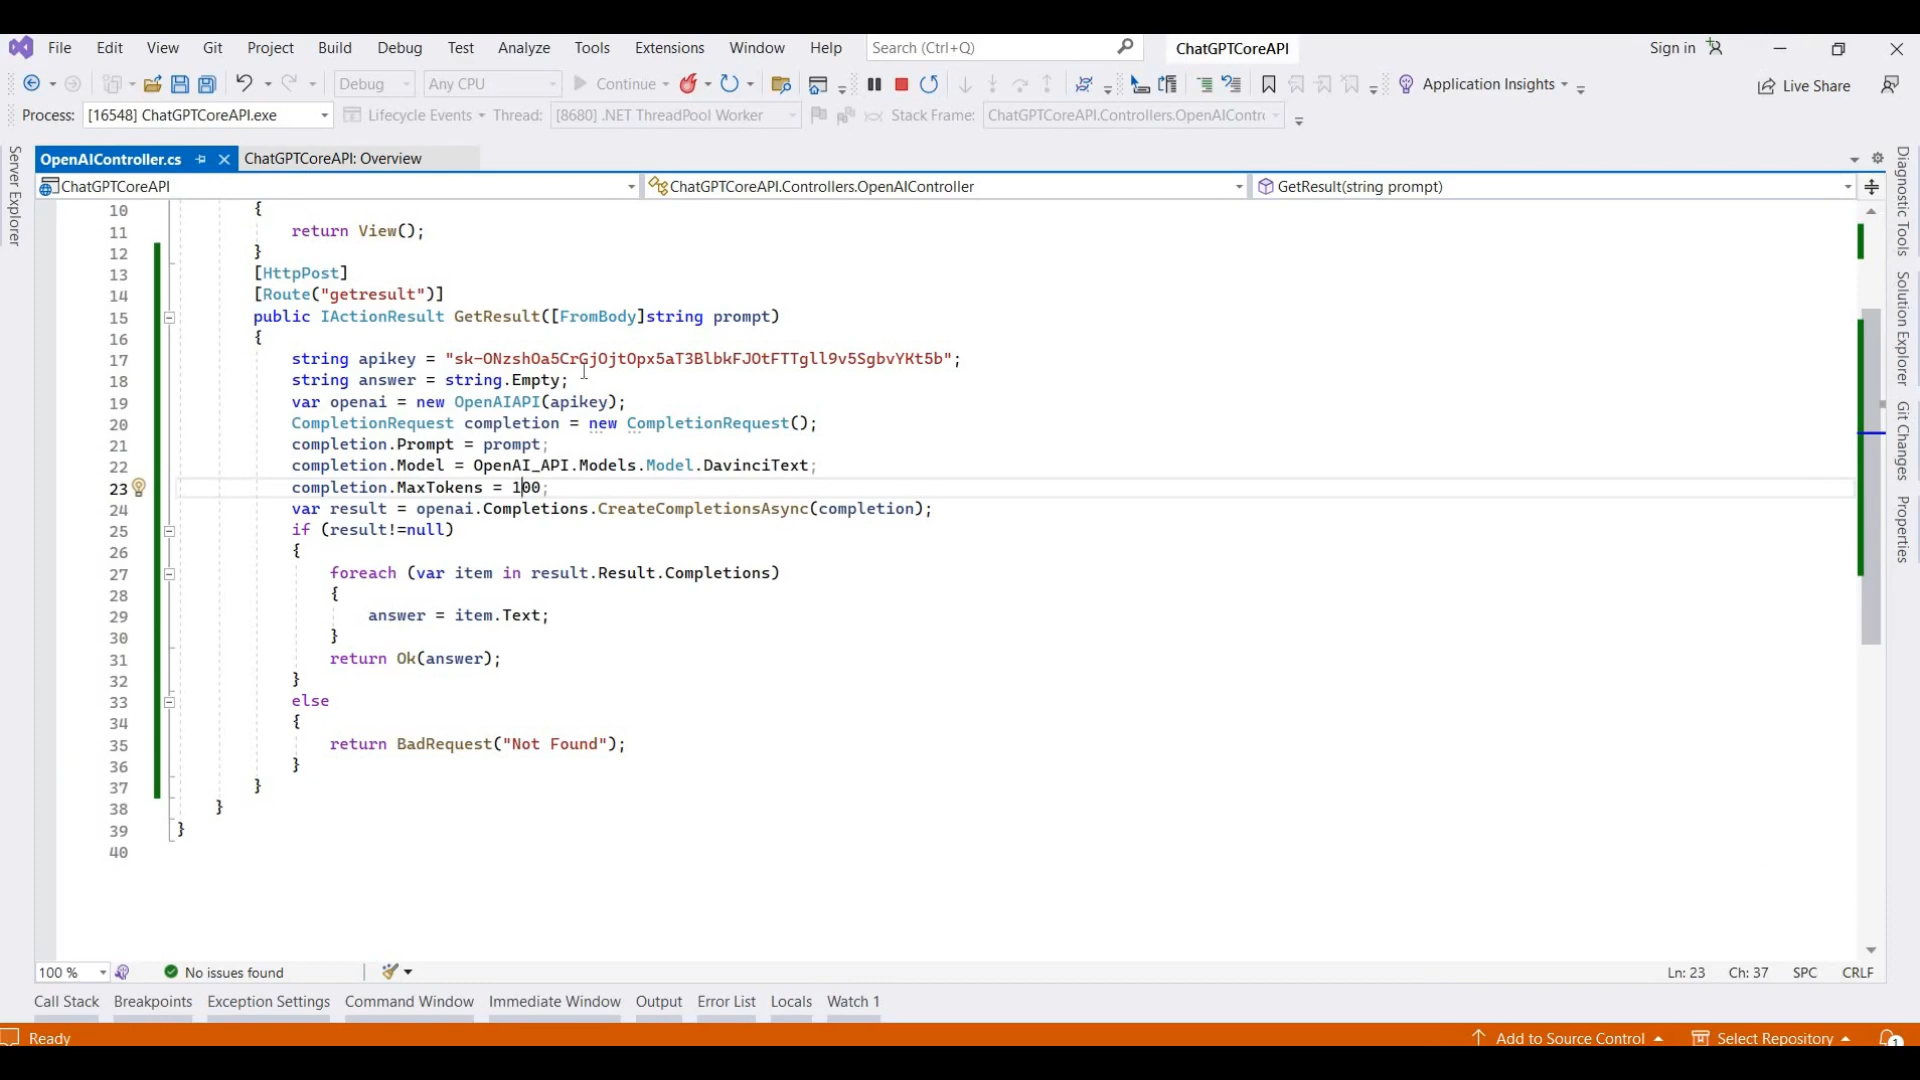 File Edit View Git Project Build Debug Test Analyze Tools Extensions Window Help Search (Ctrl+Q) ChatGPTCoreAPI Sign in
Debug Any CPU Continue Application Insights Live Share
Process: [16548] ChatGPTCoreAPI.exe Lifecycle Events Thread: [8680] .NET ThreadPool Worker Stack Frame: ChatGPTCoreAPI.Controllers.OpenAIContr
OpenAIController.cs ChatGPTCoreAPI: Overview
ChatGPTCoreAPI ChatGPTCoreAPI.Controllers.OpenAIController GetResult(string prompt)
Server Explorer
10 {
11 return View();
12 }
13 [HttpPost]
14 [Route("getresult")]
15 public IActionResult GetResult([FromBody]string prompt)
16 {
17 string apikey = "";
18 string answer = string.Empty;
19 var openai = new OpenAIAPI(apikey);
20 CompletionRequest completion = new CompletionRequest();
21 completion.Prompt = prompt;
22 completion.Model = OpenAI_API.Models.Model.DavinciText;
23 completion.MaxTokens = 100;
24 var result = openai.Completions.CreateCompletionsAsync(completion);
25 if (result!=null)
26 {
27 foreach (var item in result.Result.Completions)
28 {
29 answer = item.Text;
30 }
31 return Ok(answer);
32 }
33 else
34 {
35 return BadRequest("Not Found");
36 }
37 }
38 }
39 }
40
Diagnostic Tools
Solution Explorer
Git Changes
Properties
100 % No issues found Ln: 23 Ch: 37 SPC CRLF
Call Stack Breakpoints Exception Settings Command Window Immediate Window Output Error List Locals Watch 1
Ready Add to Source Control Select Repository 1